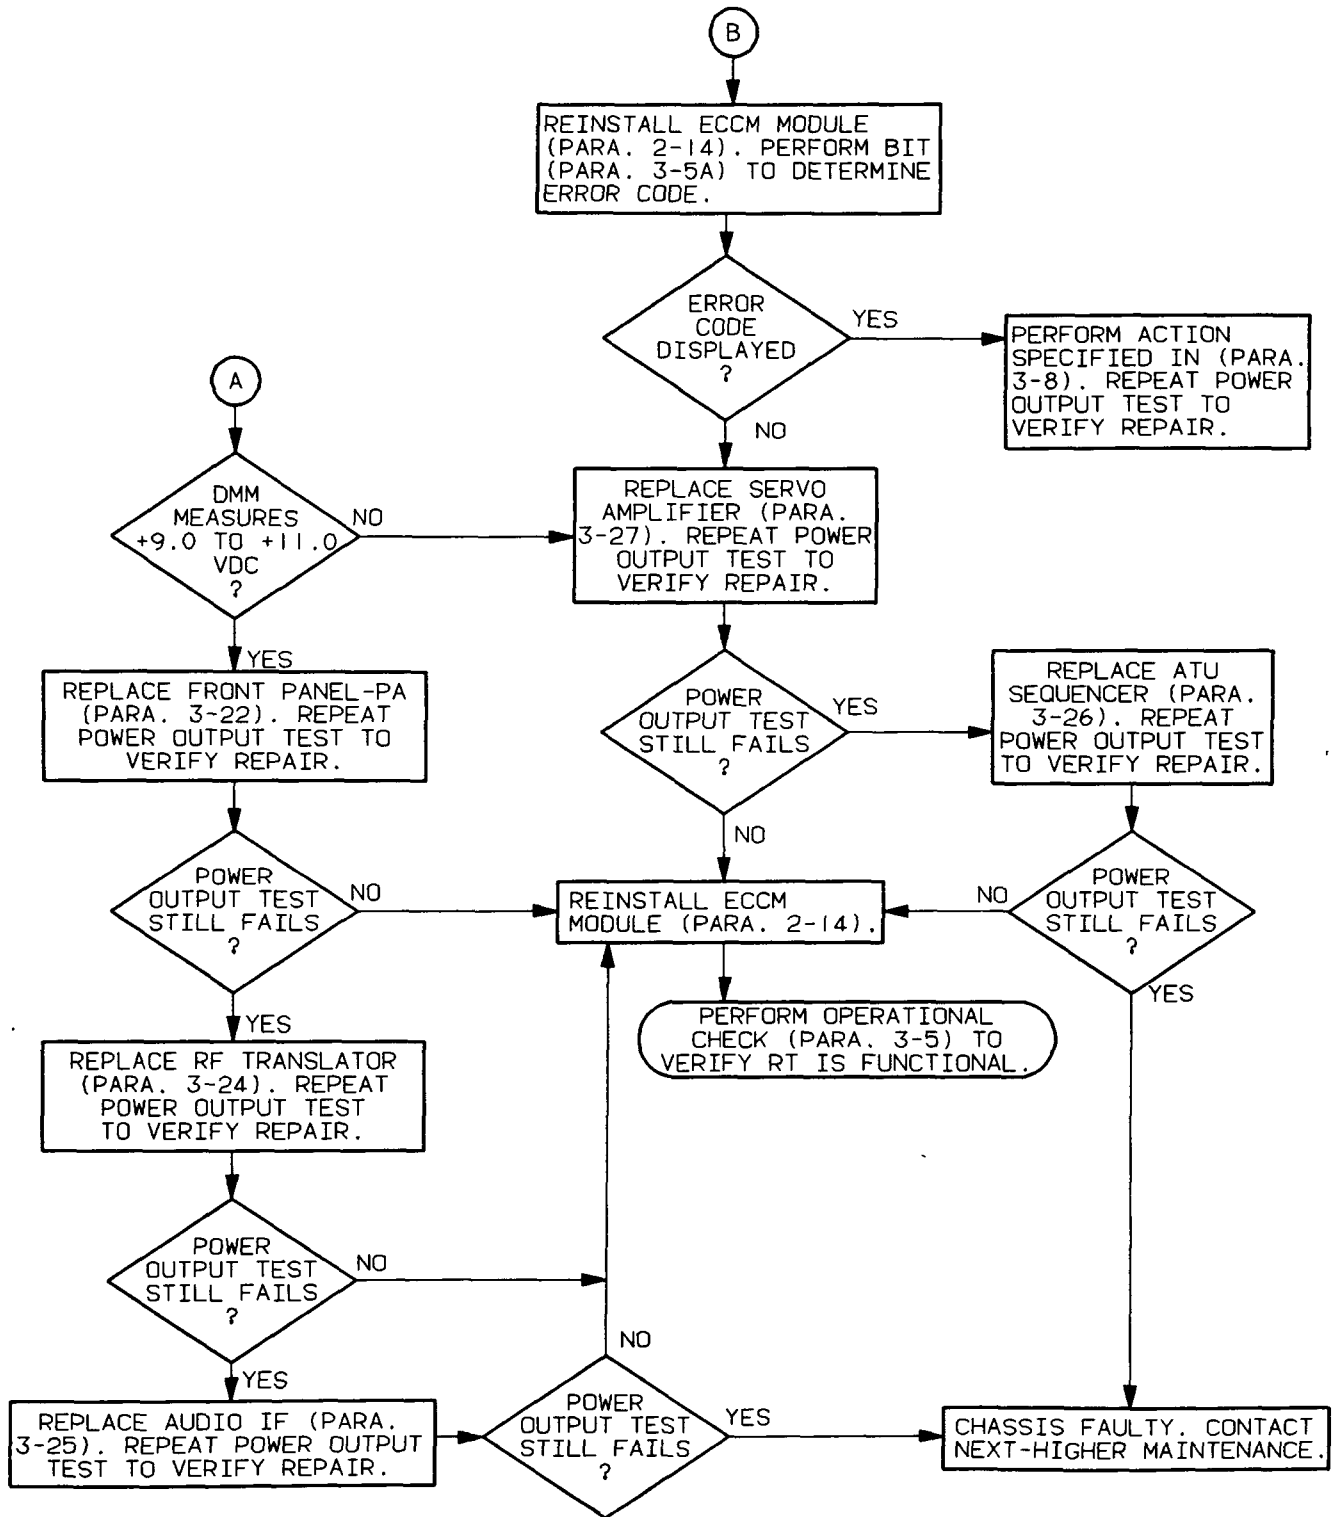 B
REINSTALL ECCM MODULE
(PARA. 2-14). PERFORM BIT
(PARA. 3-5A) TO DETERMINE
ERROR CODE.
ERROR
CODE
DISPLAYED
?
YES
PERFORM ACTION
SPECIFIED IN (PARA.
3-8). REPEAT POWER
OUTPUT TEST TO
VERIFY REPAIR.
NO
A
DMM
MEASURES
+9.0 TO +11.0
VDC
?
NO
REPLACE SERVO
AMPLIFIER (PARA.
3-27). REPEAT POWER
OUTPUT TEST TO
VERIFY REPAIR.
YES
REPLACE FRONT PANEL-PA
(PARA. 3-22). REPEAT
POWER OUTPUT TEST TO
VERIFY REPAIR.
POWER
OUTPUT TEST
STILL FAILS
?
YES
REPLACE ATU
SEQUENCER (PARA.
3-26). REPEAT
POWER OUTPUT TEST
TO VERIFY REPAIR.
NO
POWER
OUTPUT TEST
STILL FAILS
?
NO
REINSTALL ECCM
MODULE (PARA. 2-14).
NO
POWER
OUTPUT TEST
STILL FAILS
?
YES
YES
PERFORM OPERATIONAL
CHECK (PARA. 3-5) TO
VERIFY RT IS FUNCTIONAL.
REPLACE RF TRANSLATOR
(PARA. 3-24). REPEAT
POWER OUTPUT TEST
TO VERIFY REPAIR.
POWER
OUTPUT TEST
STILL FAILS
?
NO
YES
NO
REPLACE AUDIO IF (PARA.
3-25). REPEAT POWER OUTPUT
TEST TO VERIFY REPAIR.
POWER
OUTPUT TEST
STILL FAILS
?
YES
CHASSIS FAULTY. CONTACT
NEXT-HIGHER MAINTENANCE.